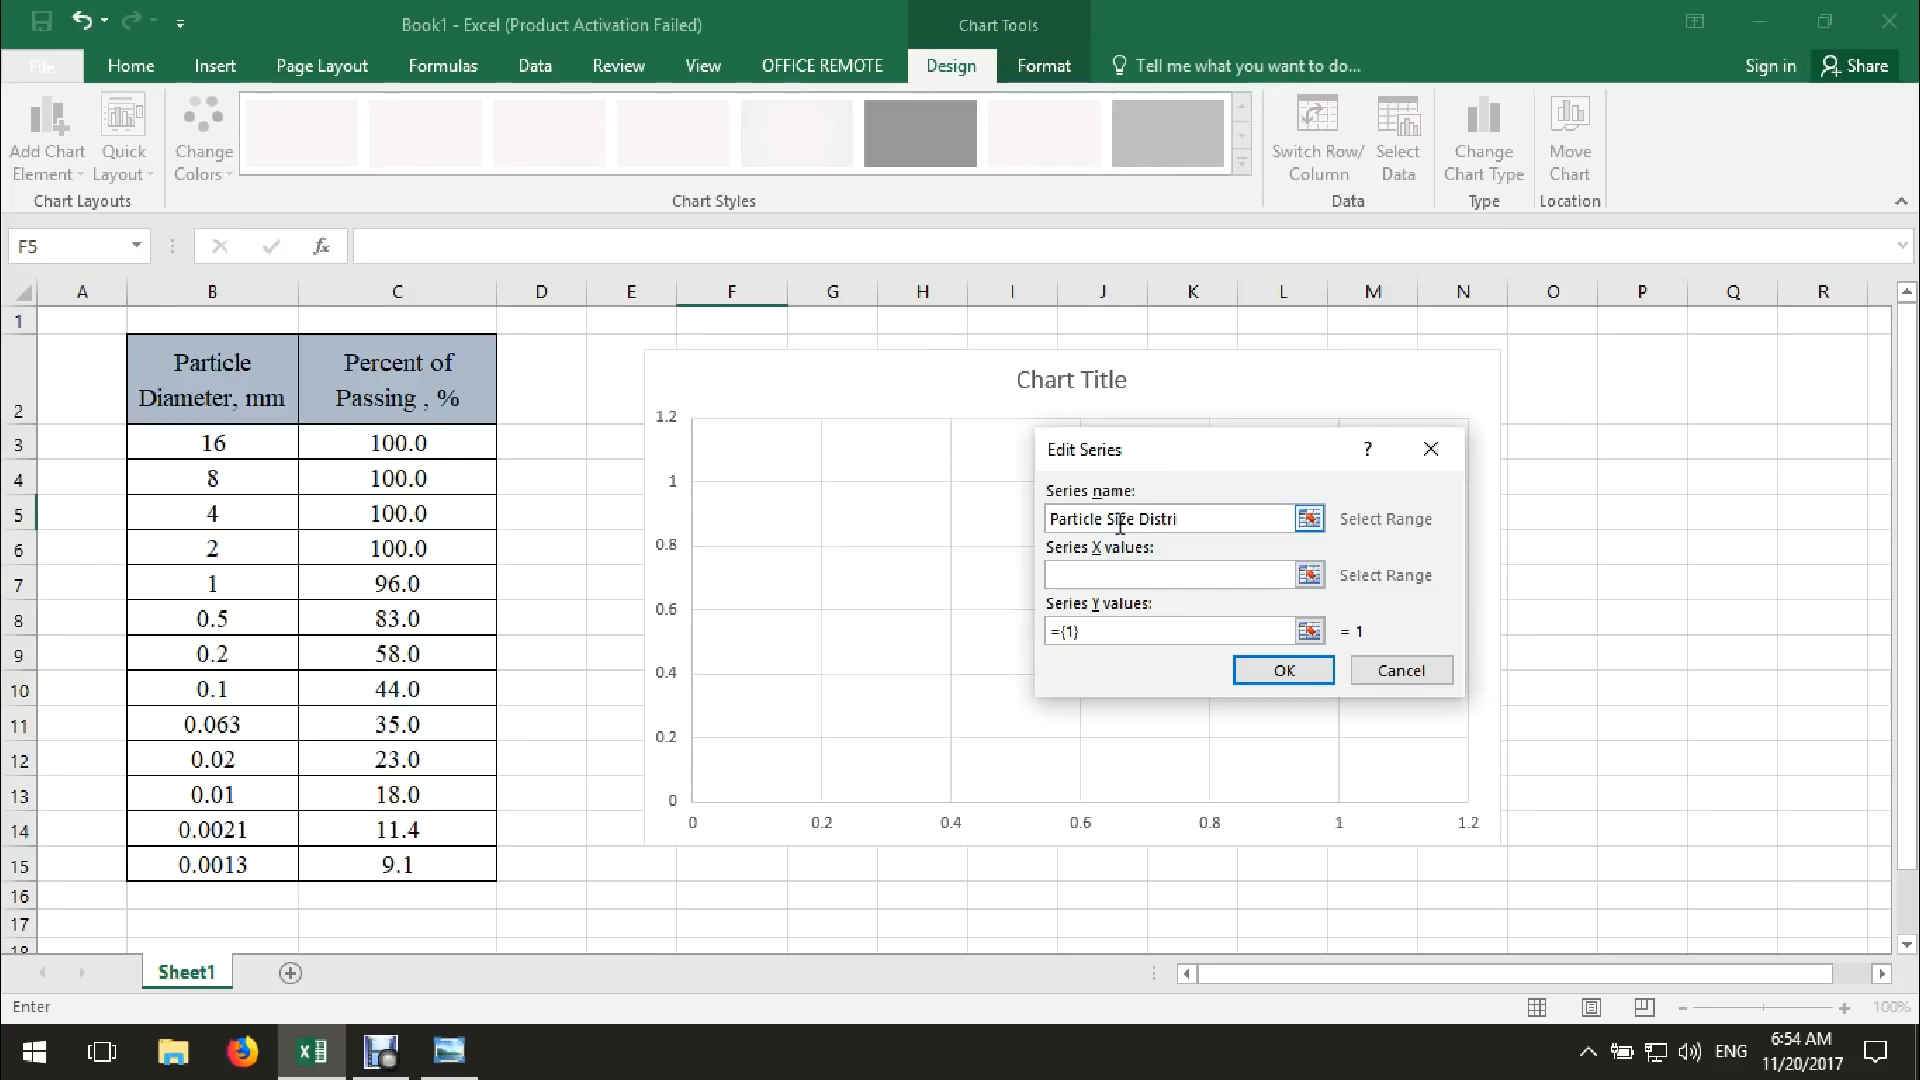 Book1 - Excel (Product Activation Failed)
Chart Tools
File
Home
Insert
Page Layout
Formulas
Data
Review
View
OFFICE REMOTE
Design
Format
Tell me what you want to do...
Sign in
Share
Add Chart
Element
Quick
Layout
Change
Colors
Switch Row/
Column
Select
Data
Change
Chart Type
Move
Chart
Chart Layouts
Chart Styles
Data
Type
Location
F5
fx
A B C D E F G H I J K L M N O P Q R
1
2 Particle Percent of
Diameter, mm Passing , %
3 16 100.0
4 8 100.0
5 4 100.0
6 2 100.0
7 1 96.0
8 0.5 83.0
9 0.2 58.0
10 0.1 44.0
11 0.063 35.0
12 0.02 23.0
13 0.01 18.0
14 0.0021 11.4
15 0.0013 9.1
16
17
18
Chart Title
1.2
1
0.8
0.6
0.4
0.2
0
0 0.2 0.4 0.6 0.8 1 1.2
Edit Series
?
Series name:
Particle Size Distri
Select Range
Series X values:
Select Range
Series Y values:
={1}
= 1
OK
Cancel
Sheet1
Enter
100%
ENG
6:54 AM
11/20/2017